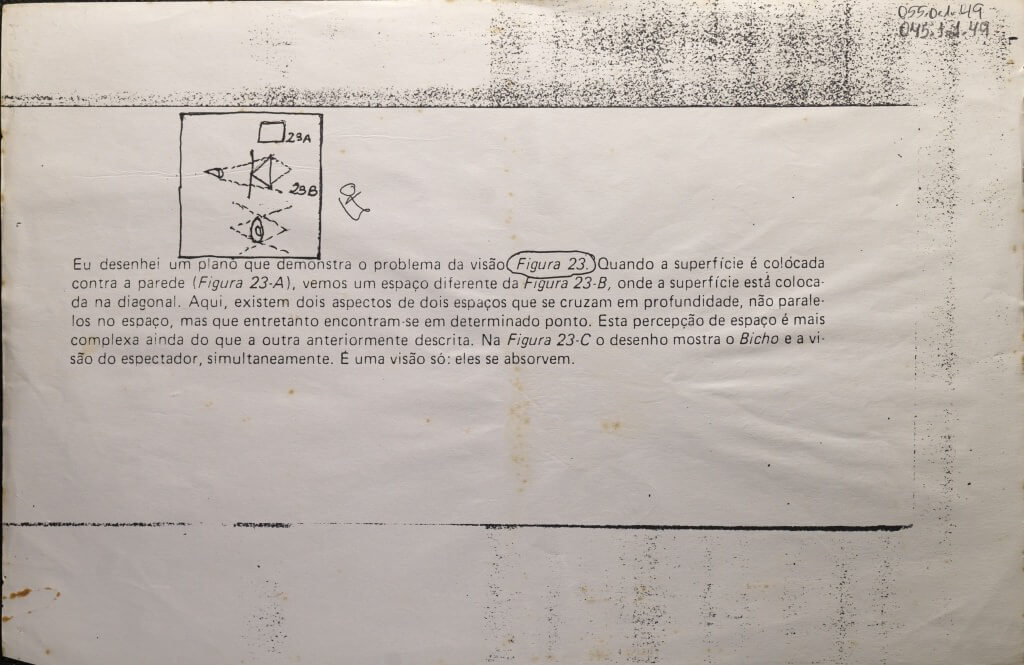 055.0.1.49
045.1.1.49
23A
23B
Eu desenhei um plano que demonstra o problema da visão Figura 23. Quando a superfície é colocada
contra a parede (Figura 23-A), vemos um espaço diferente da Figura 23-B, onde a superfície está coloca-
da na diagonal. Aqui, existem dois aspectos de dois espaços que se cruzam em profundidade, não parale-
los no espaço, mas que entretanto encontram-se em determinado ponto. Esta percepção de espaço é mais
complexa ainda do que a outra anteriormente descrita. Na Figura 23-C o desenho mostra o Bicho e a vi-
são do espectador, simultaneamente. É uma visão só: eles se absorvem.